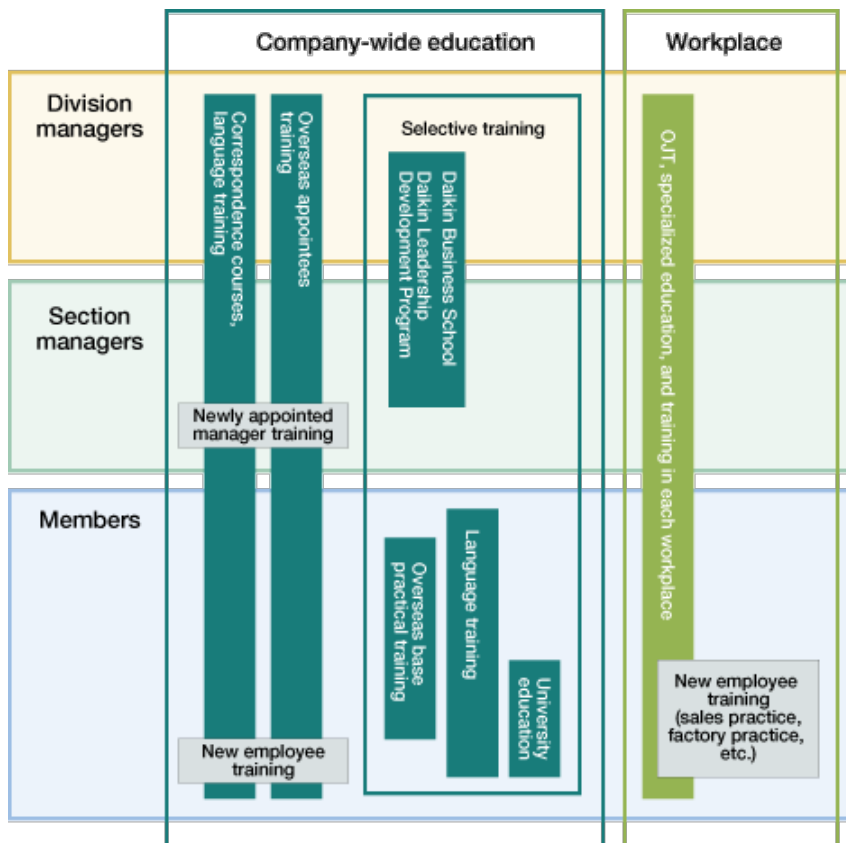 Company-wide education
Workplace
Division
managers
Correspondence courses,
language training
Overseas appointees
training
Selective training
Daikin Business School
Daikin Leadership
Development Program
OJT, specialized education, and training in each workplace
Section
managers
Newly appointed
manager training
Members
Overseas base
practical training
Language training
University
education
New employee
training
New employee
training
(sales practice,
factory practice,
etc.)